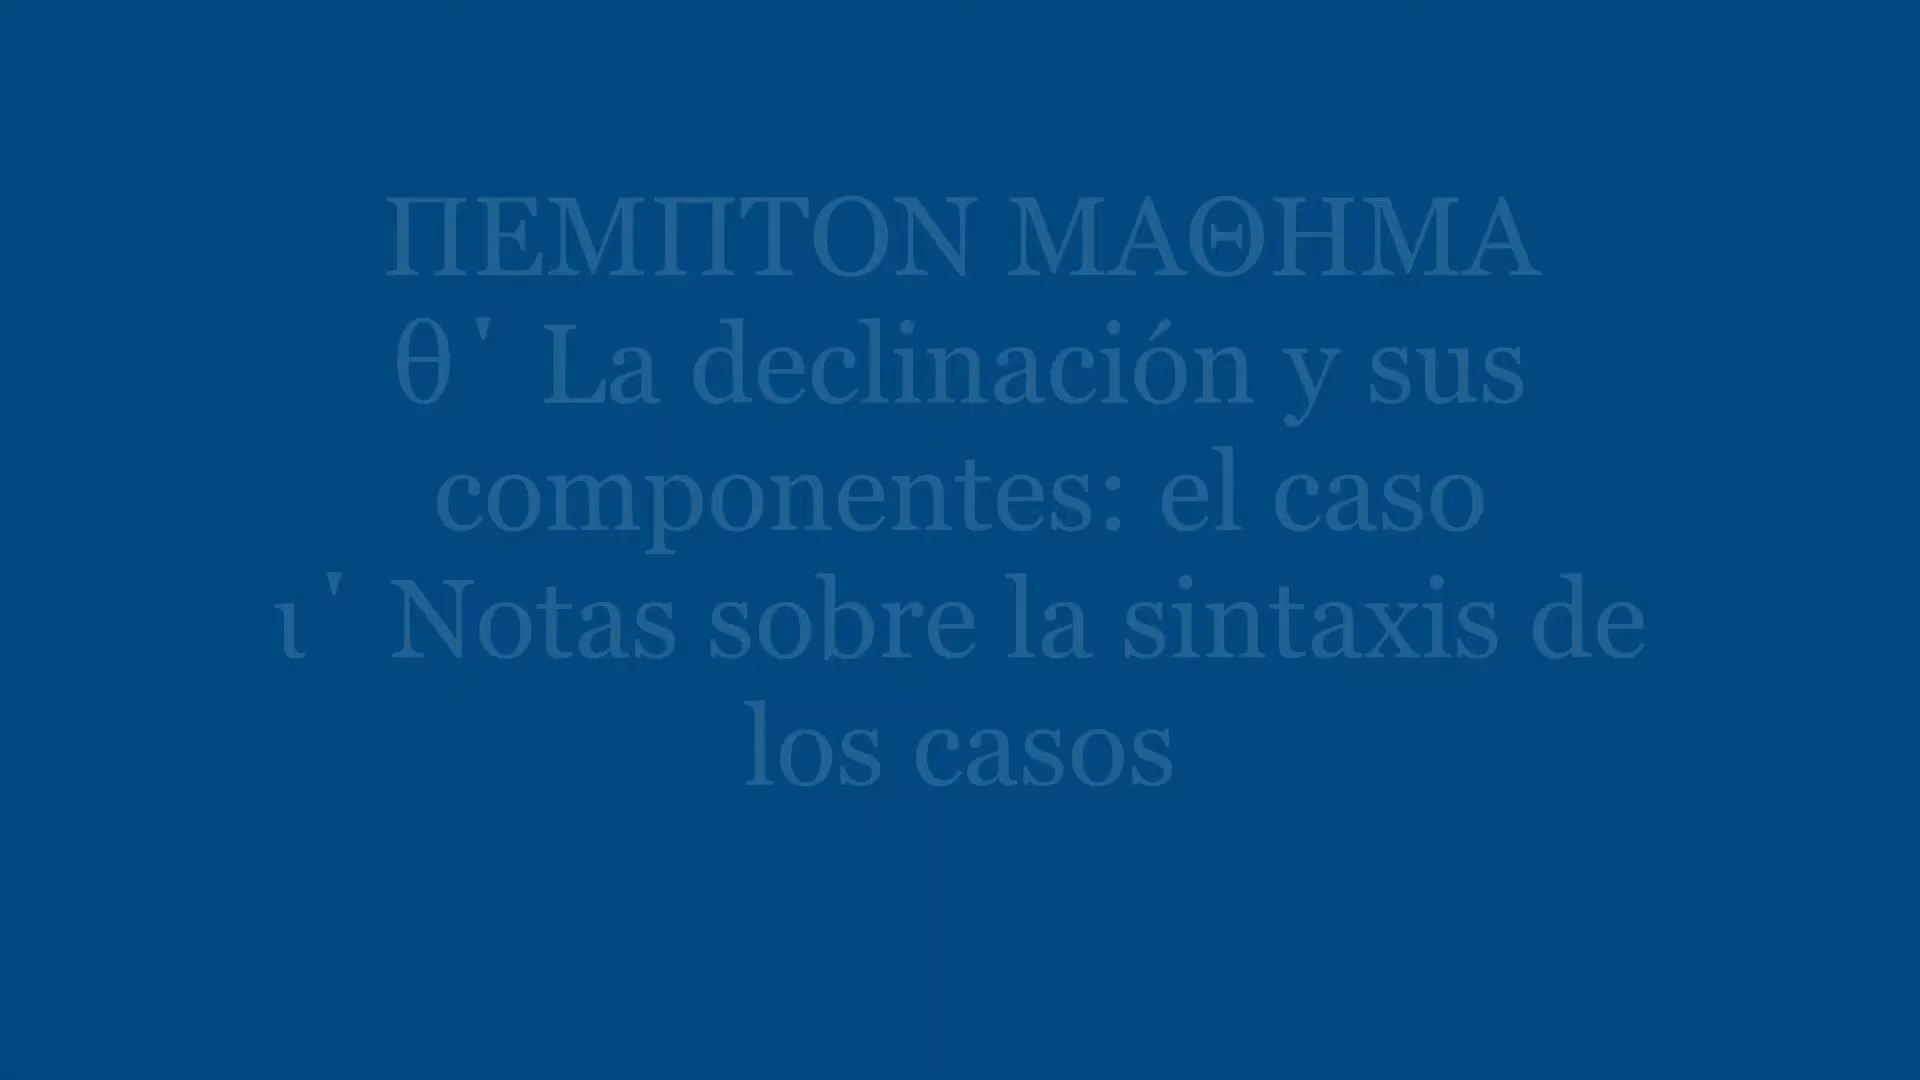 ΠΕΜΠΤΟΝ ΜΑΘΗΜΑ
θ΄ La declinación y sus
componentes: el caso
ι΄ Notas sobre la sintaxis de
los casos